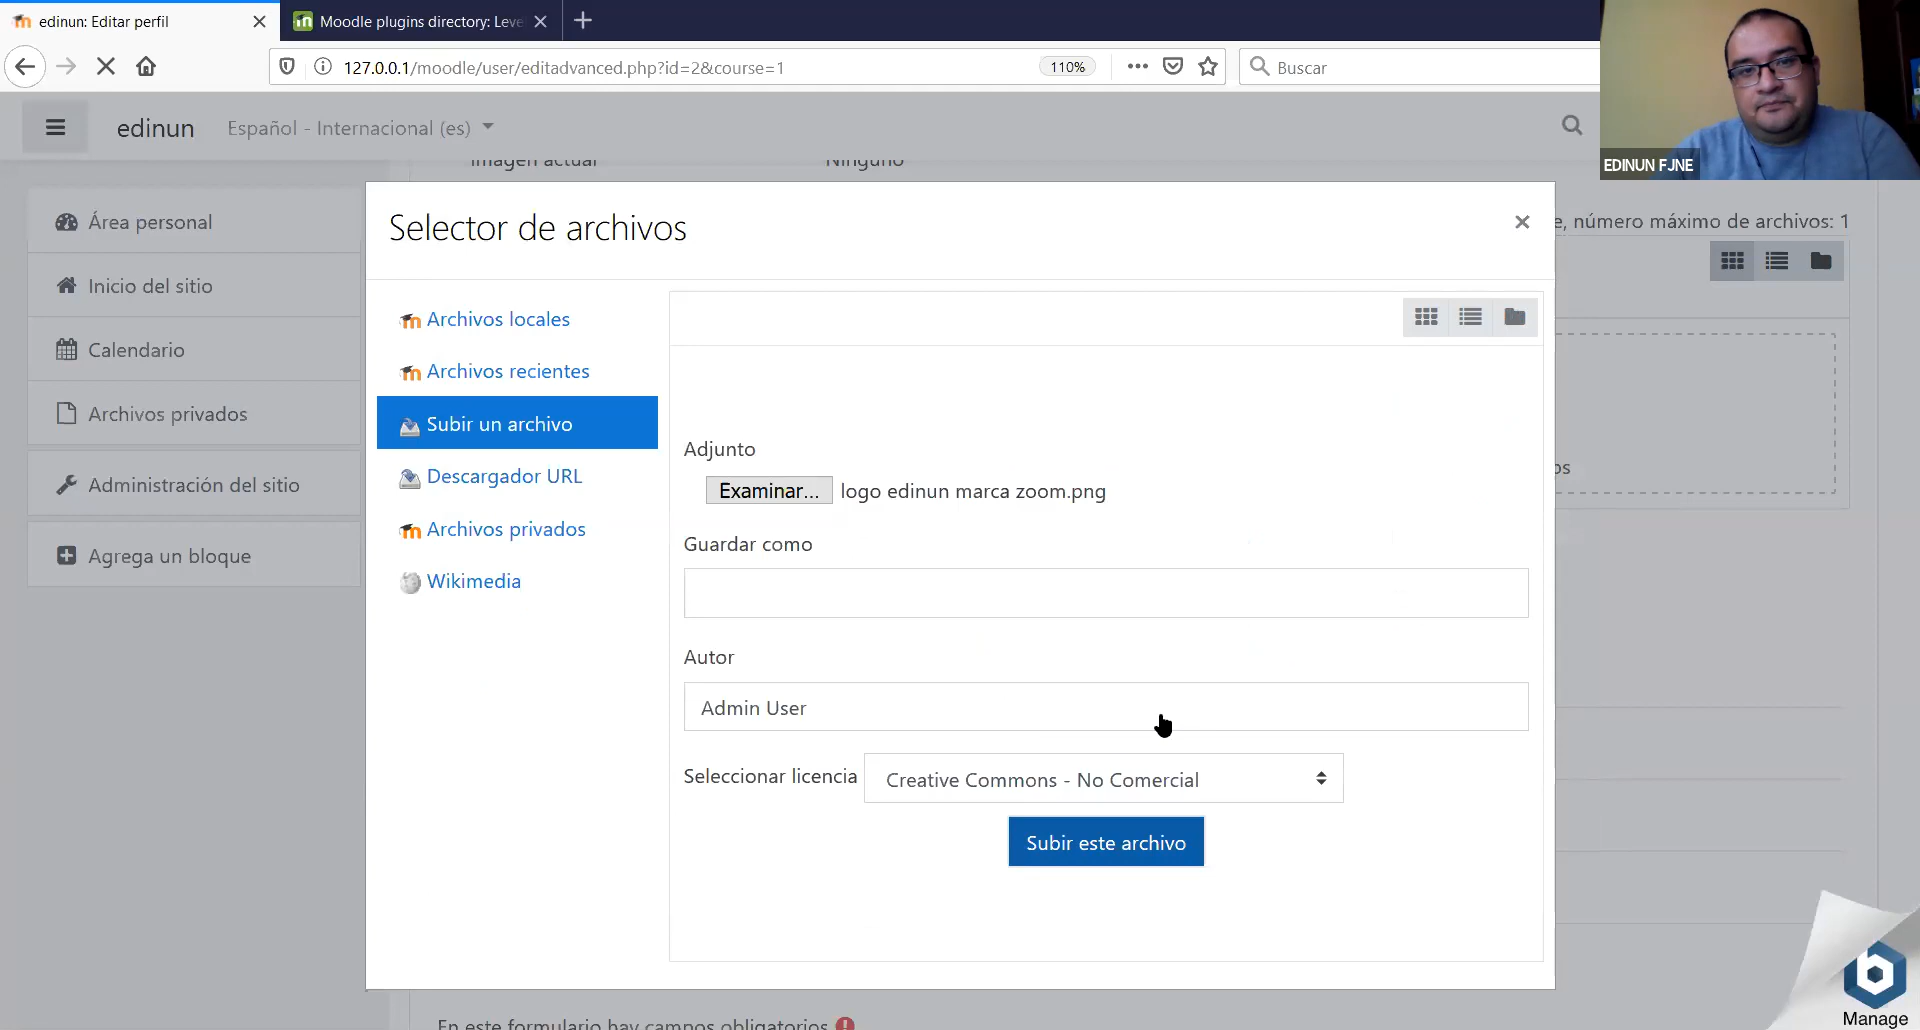 edinun: Editar perfil
Moodle plugins directory: Leve
127.0.0.1/moodle/user/editadvanced.php?id=2&course=1
110%
Buscar
EDINUN FJNE
edinun
Español - Internacional (es)
Imagen actual
Ninguno
Área personal
Inicio del sitio
Calendario
Archivos privados
Administración del sitio
Agrega un bloque
Selector de archivos
e, número máximo de archivos: 1
Archivos locales
Archivos recientes
Subir un archivo
Descargador URL
Archivos privados
Wikimedia
Adjunto
Examinar... logo edinun marca zoom.png
Guardar como
Autor
Admin User
Seleccionar licencia
Creative Commons - No Comercial
Subir este archivo
os
En este formulario hay campos obligatorios
Manage